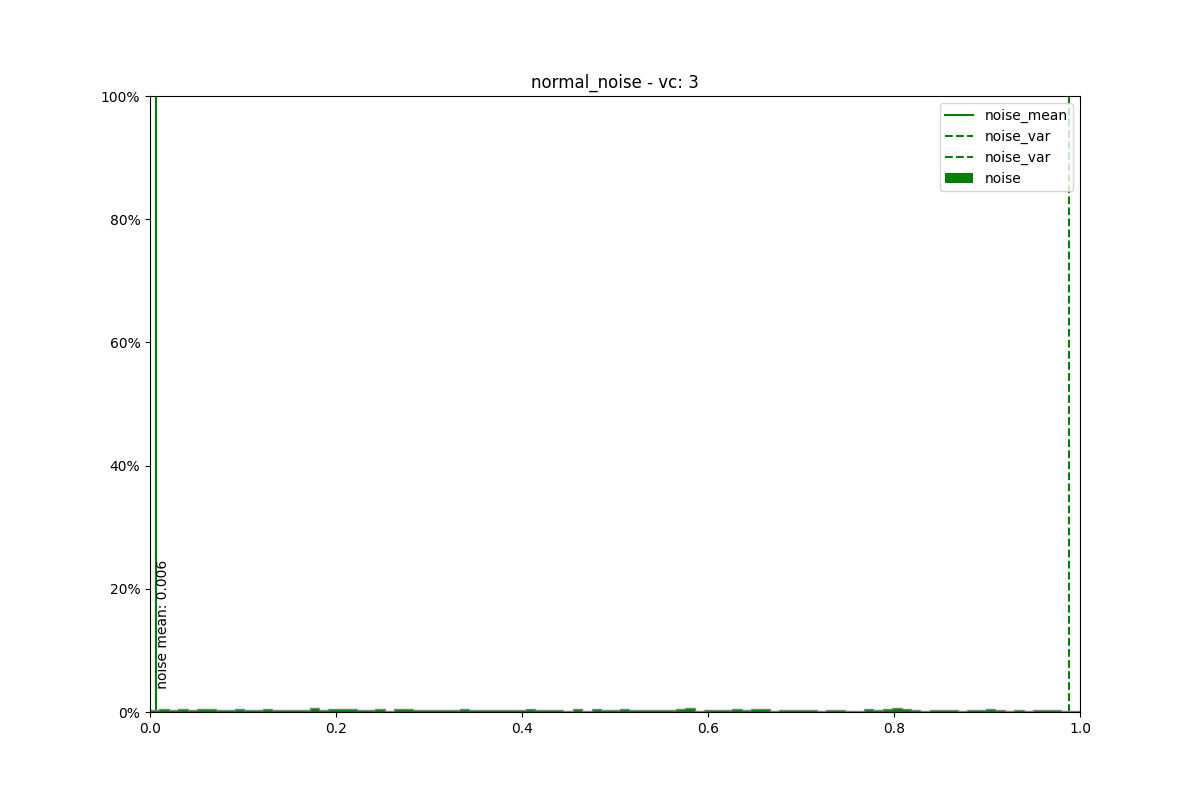 normal_noise - vc: 3
100%
80%
60%
40%
20%
0%
noise mean: 0.006
noise_mean
noise_var
noise_var
noise
0.0 0.2 0.4 0.6 0.8 1.0